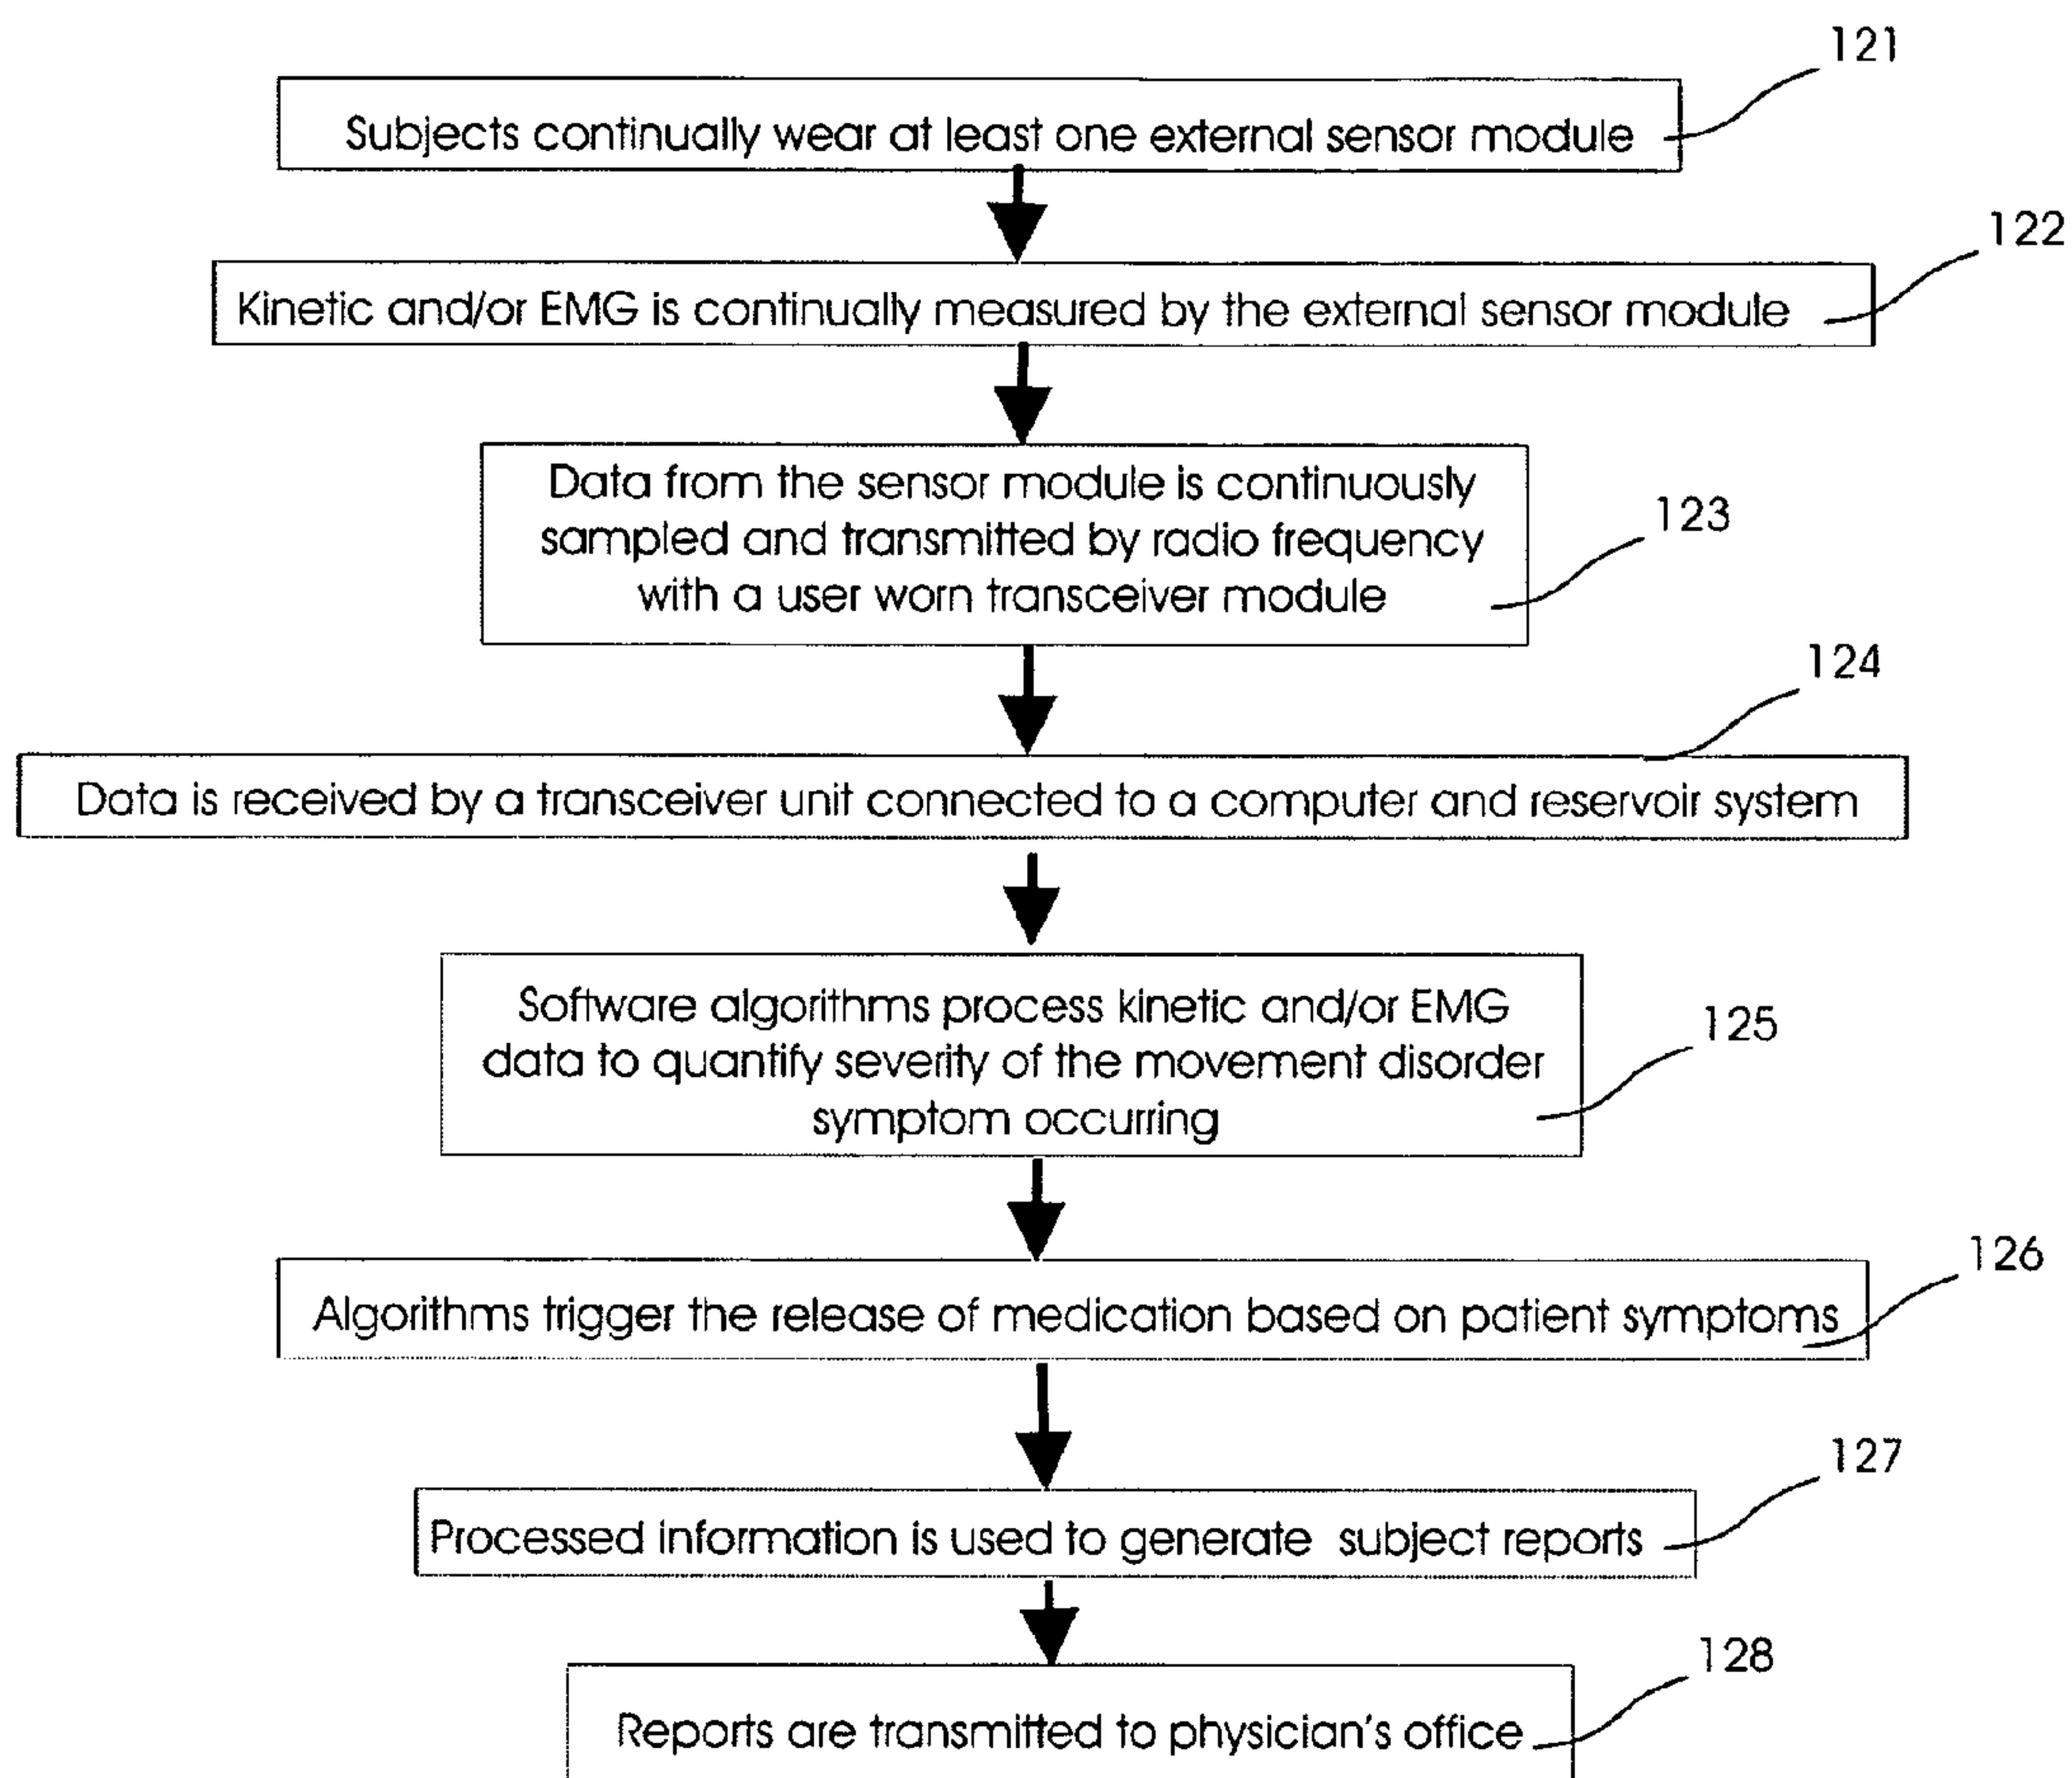 121
Subjects continually wear at least one external sensor module
122
Kinetic and/or EMG is continually measured by the external sensor module
Data from the sensor module is continuously
sampled and transmitted by radio frequency
with a user worn transceiver module
123
124
Data is received by a transceiver unit connected to a computer and reservoir system
Software algorithms process kinetic and/or EMG
data to quantify severity of the movement disorder
symptom occurring
125
126
Algorithms trigger the release of medication based on patient symptoms
127
Processed information is used to generate subject reports
128
Reports are transmitted to physician's office